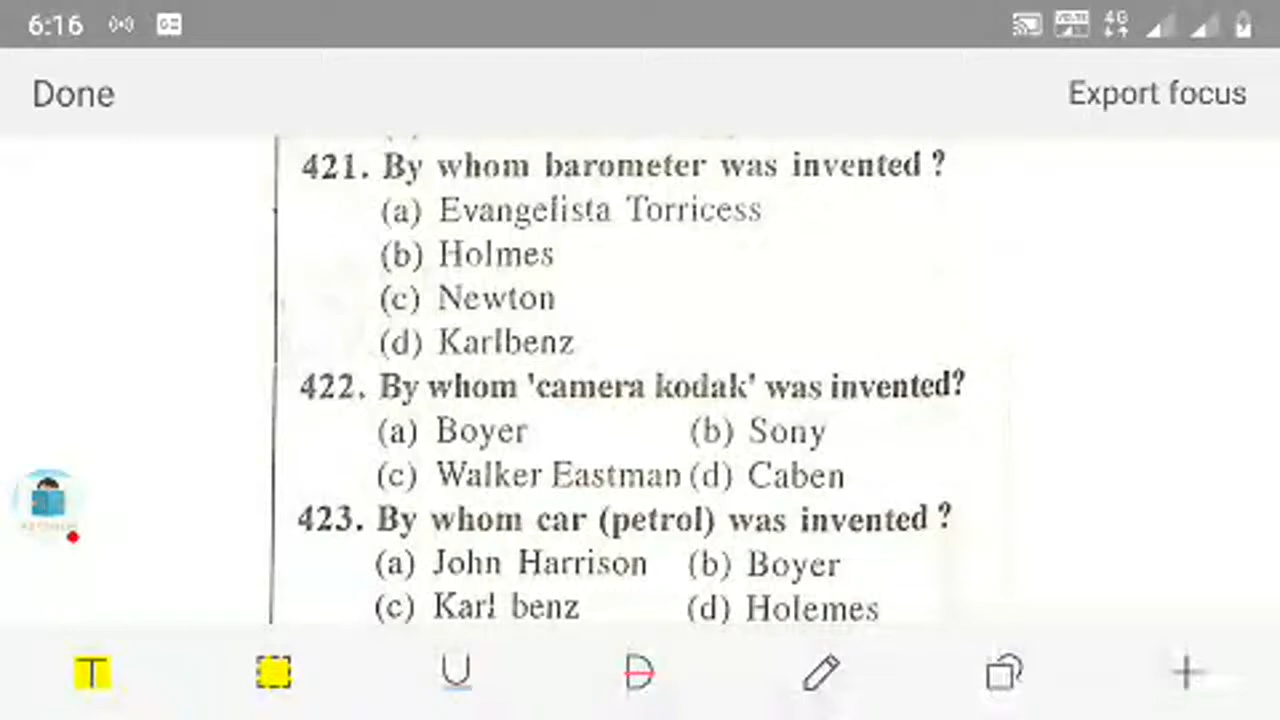 6:16
4G
Done
Export focus
421. By whom barometer was invented ?
(a) Evangelista Torricess
(b) Holmes
(c) Newton
(d) Karlbenz
422. By whom 'camera kodak' was invented?
(a) Boyer (b) Sony
(c) Walker Eastman (d) Caben
423. By whom car (petrol) was invented ?
(a) John Harrison (b) Boyer
(c) Karl benz (d) Holemes
T
U
D